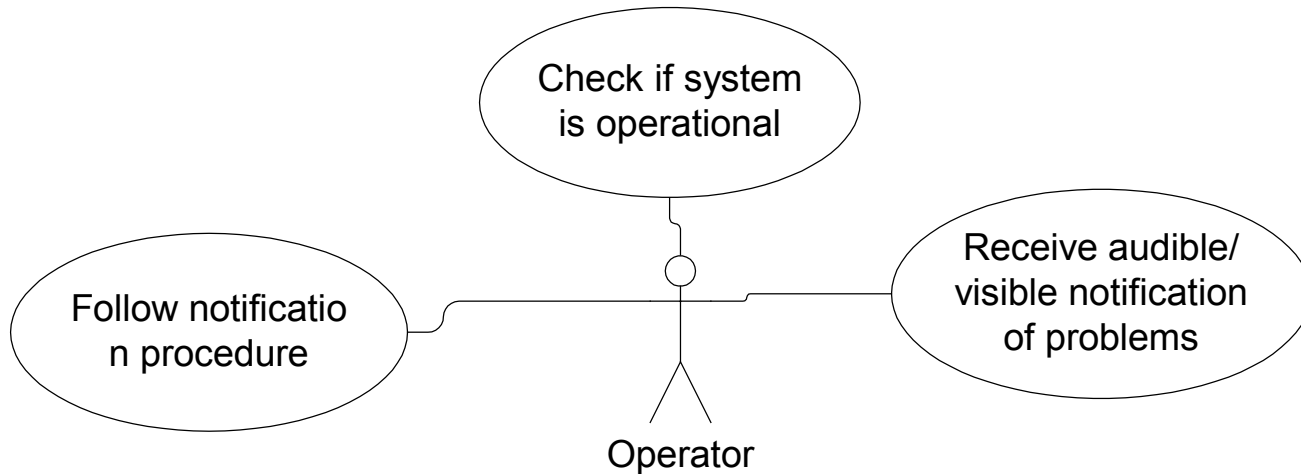 Check if system
is operational
Follow notificatio
n procedure
Receive audible/
visible notification
of problems
Operator